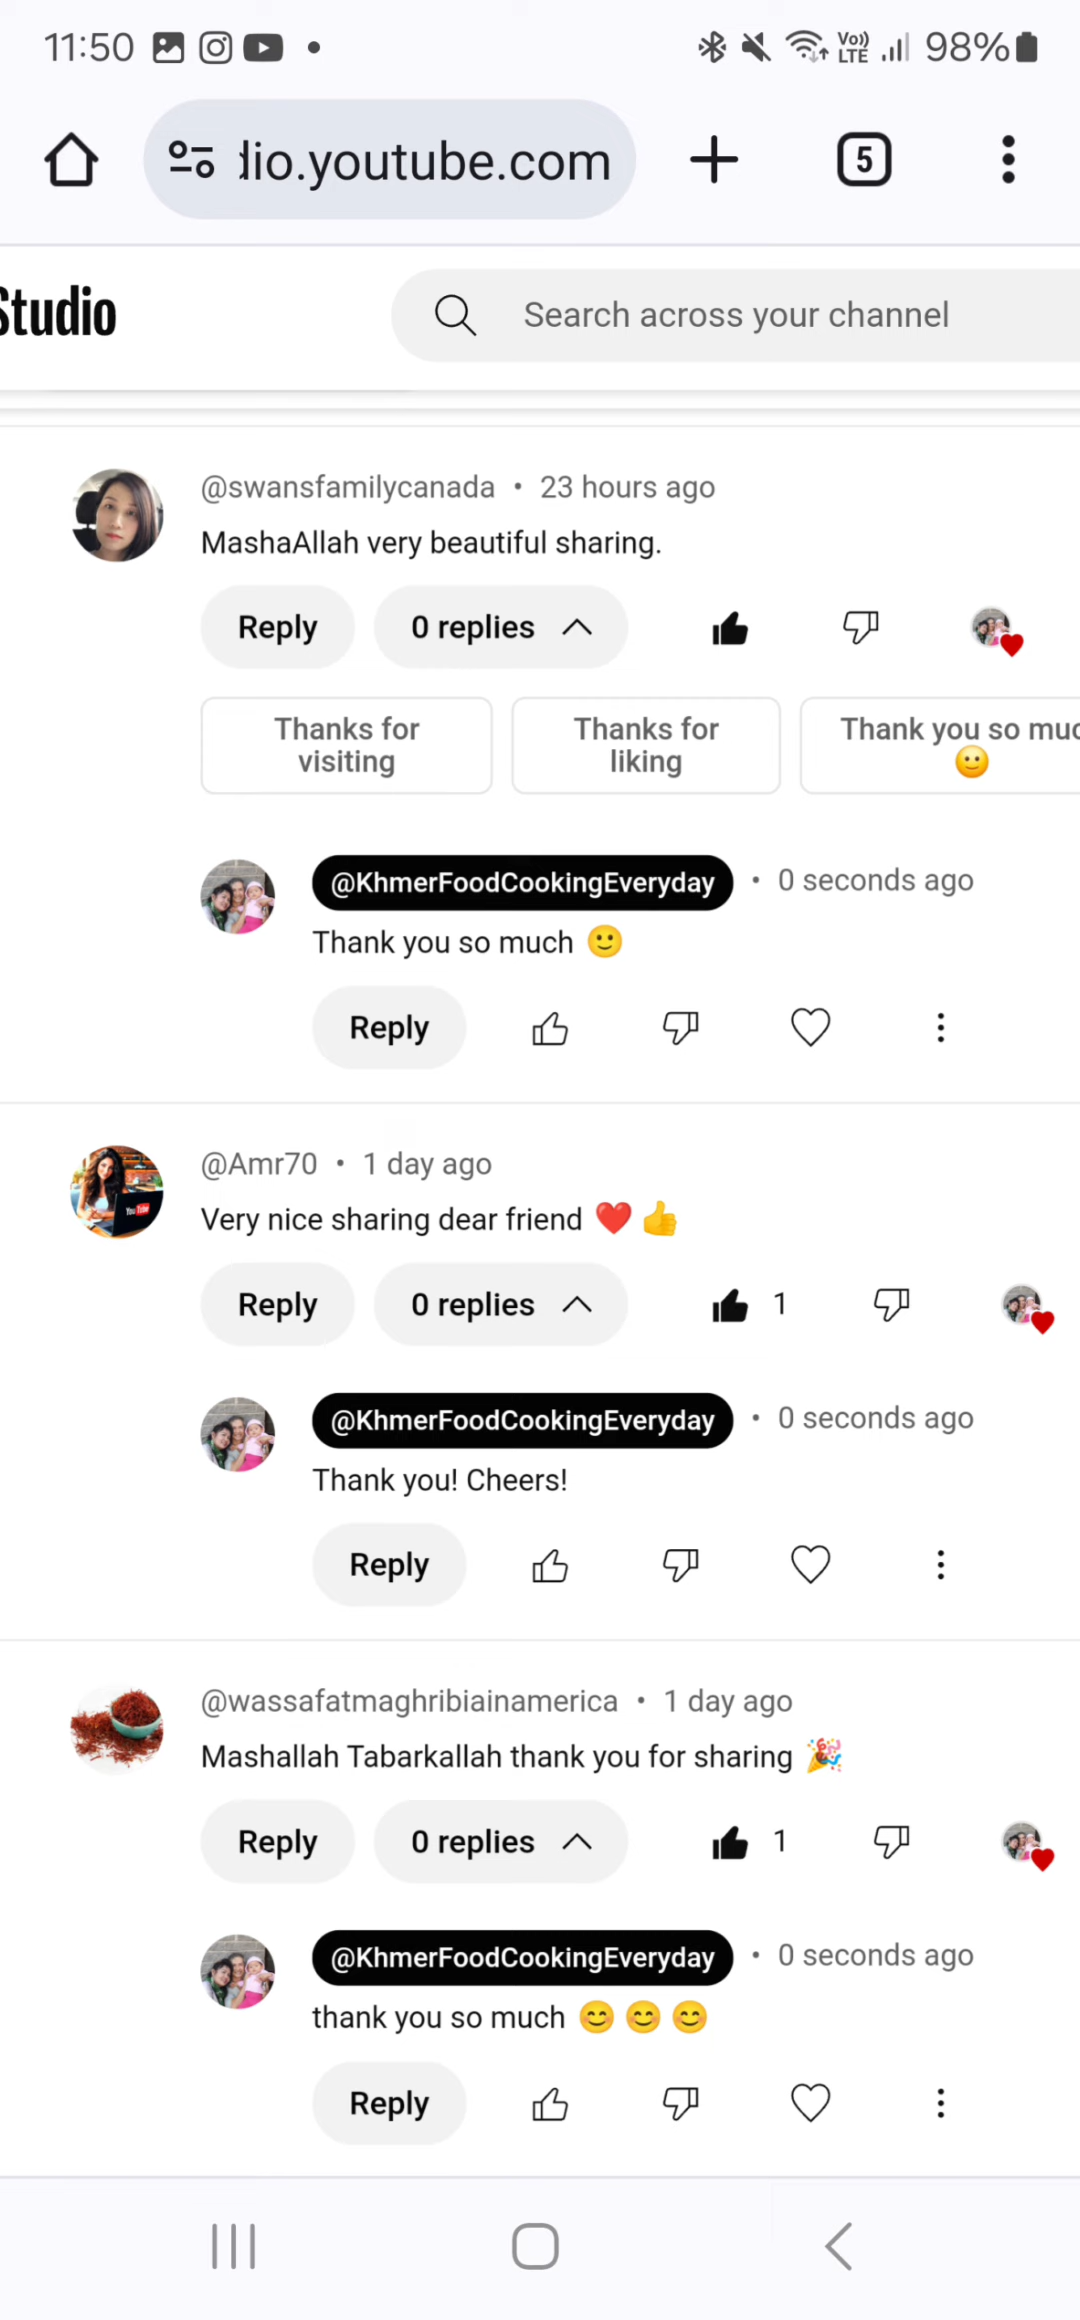 11:50 Vo)) LTE 98%
dio.youtube.com 5
Studio Search across your channel
@swansfamilycanada • 23 hours ago
MashaAllah very beautiful sharing.
Reply 0 replies
Thanks for visiting
Thanks for liking
Thank you so muc 🙂
@KhmerFoodCookingEveryday • 0 seconds ago
Thank you so much 🙂
Reply
@Amr70 • 1 day ago
Very nice sharing dear friend ❤️ 👍
Reply 0 replies 1
@KhmerFoodCookingEveryday • 0 seconds ago
Thank you! Cheers!
Reply
@wassafatmaghribiainamerica • 1 day ago
Mashallah Tabarkallah thank you for sharing 🎉
Reply 0 replies 1
@KhmerFoodCookingEveryday • 0 seconds ago
thank you so much 😊 😊 😊
Reply